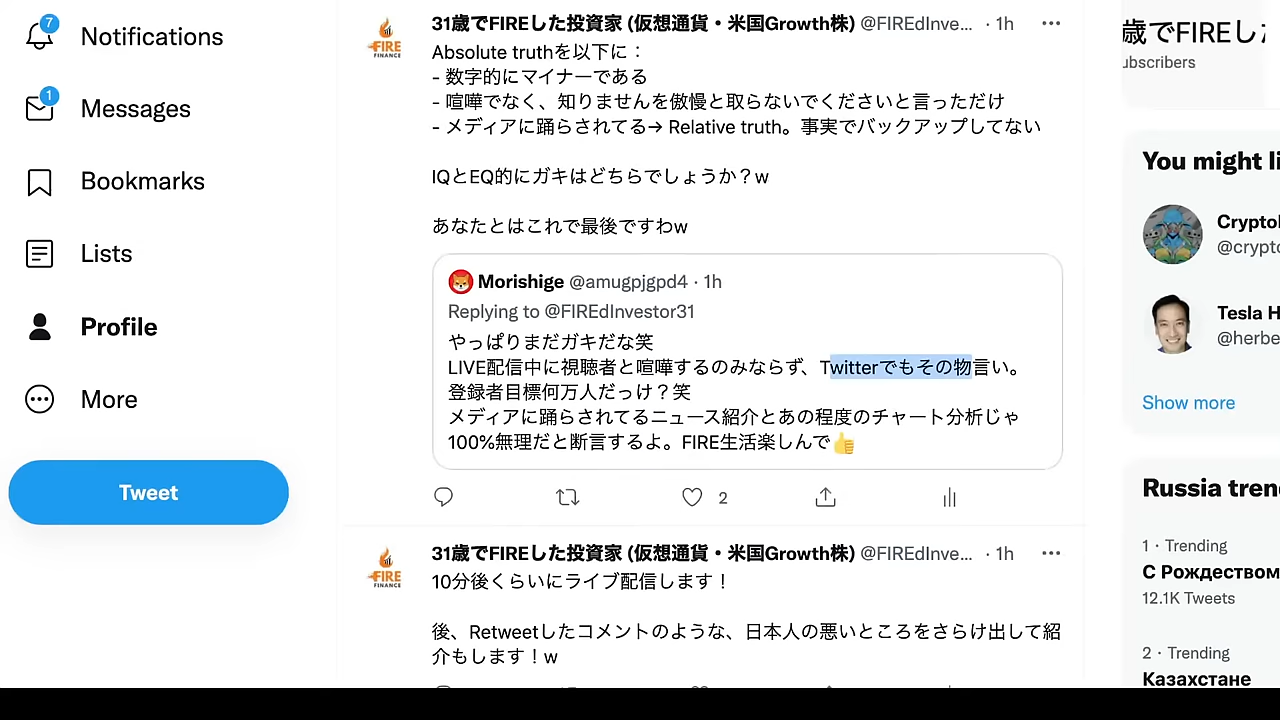 7
Notifications
1
Messages
Bookmarks
Lists
Profile
More
Tweet
FIRE
FINANCE
31歳でFIREした投資家 (仮想通貨・米国Growth株) @FIREdInve... · 1h
Absolute truthを以下に：
- 数字的にマイナーである
- 喧嘩でなく、知りませんを傲慢と取らないでくださいと言っただけ
- メディアに踊らされてる→ Relative truth。事実でバックアップしてない
IQとEQ的にガキはどちらでしょうか？w
あなたとはこれで最後ですわw
Morishige @amugpjgpd4 · 1h
Replying to @FIREdInvestor31
やっぱりまだガキだな笑
LIVE配信中に視聴者と喧嘩するのみならず、Twitterでもその物言い。
登録者目標何万人だっけ？笑
メディアに踊らされてるニュース紹介とあの程度のチャート分析じゃ
100%無理だと断言するよ。FIRE生活楽しんで👍
2
FIRE
FINANCE
31歳でFIREした投資家 (仮想通貨・米国Growth株) @FIREdInve... · 1h
10分後くらいにライブ配信します！
後、Retweetしたコメントのような、日本人の悪いところをさらけ出して紹
介もします！w
歳でFIREし
ubscribers
You might li
Crypto
@crypto
Tesla H
@herbe
Show more
Russia tren
1 · Trending
С Рождеством
12.1K Tweets
2 · Trending
Казахстане